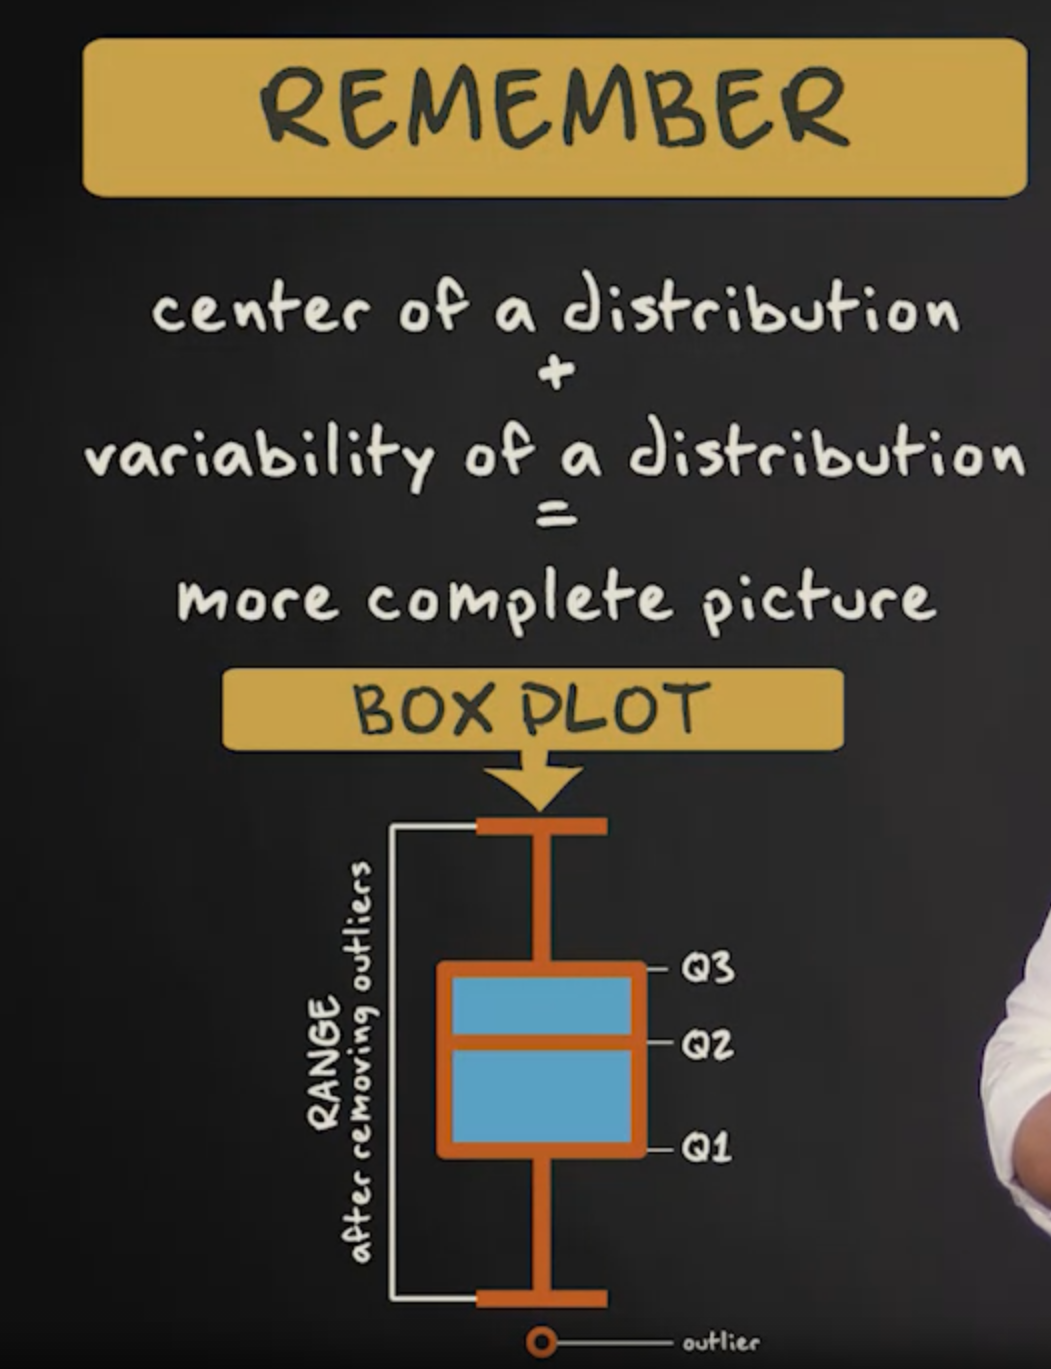 REMEMBER
center of a distribution
+
variability of a distribution
=
more complete picture
BOX PLOT
RANGE
after removing outliers
Q3
Q2
Q1
outlier